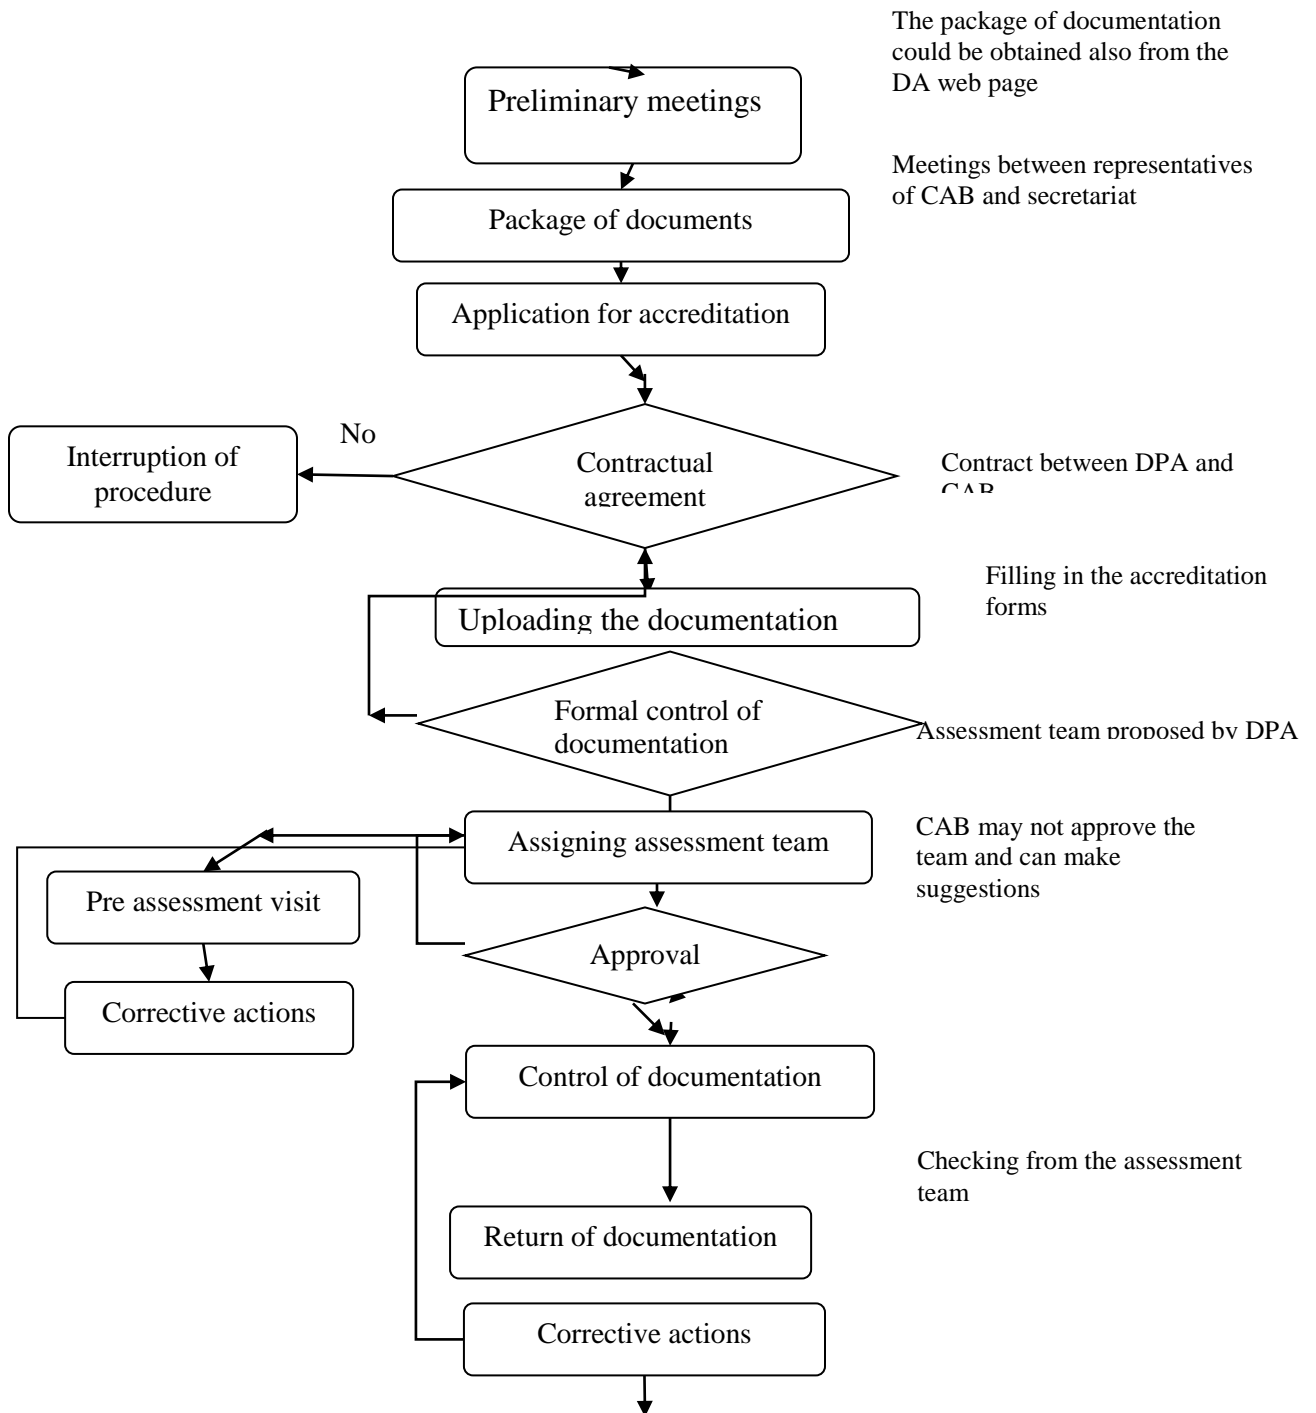 The package of documentation
could be obtained also from the
DA web page
Preliminary meetings
Meetings between representatives
of CAB and secretariat
Package of documents
Application for accreditation
No
Interruption of
procedure
Contractual
agreement
Contract between DPA and
CAB
Filling in the accreditation
forms
Uploading the documentation
Formal control of
documentation
Assessment team proposed by DPA
Assigning assessment team
CAB may not approve the
team and can make
suggestions
Pre assessment visit
Approval
Corrective actions
Control of documentation
Checking from the assessment
team
Return of documentation
Corrective actions